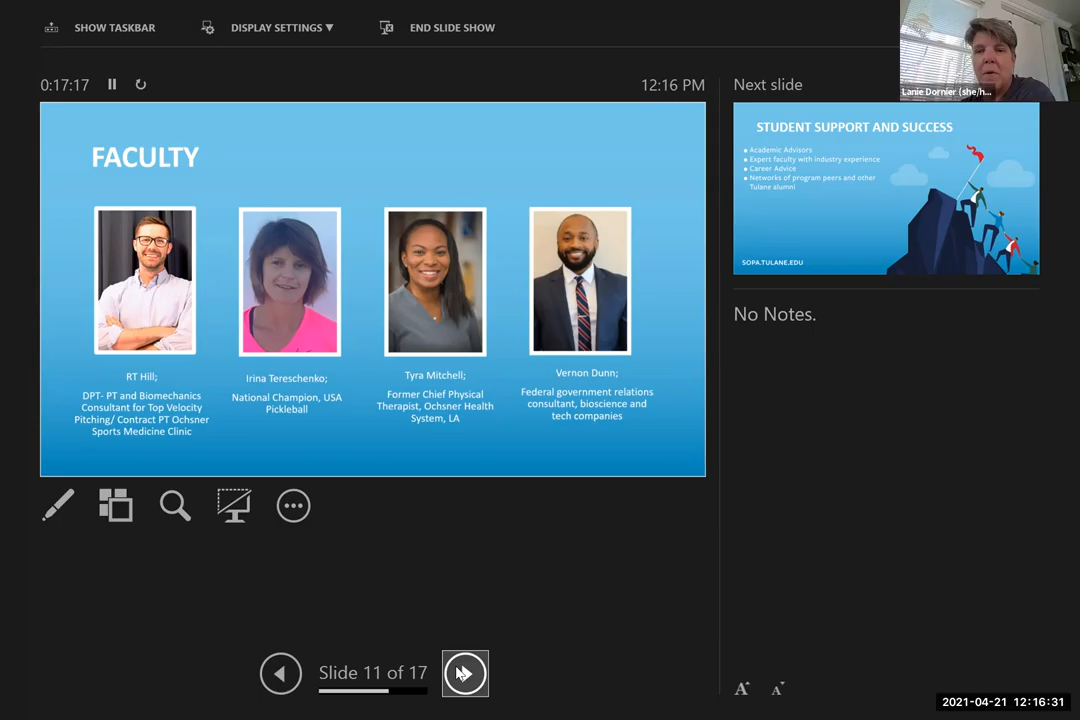 SHOW TASKBAR
DISPLAY SETTINGS ▼
END SLIDE SHOW
Lanie Dornier (she/h...
0:17:17
12:16 PM
Next slide
FACULTY
RT Hill;
DPT- PT and Biomechanics
Consultant for Top Velocity
Pitching/ Contract PT Ochsner
Sports Medicine Clinic
Irina Tereschenko;
National Champion, USA
Pickleball
Tyra Mitchell;
Former Chief Physical
Therapist, Ochsner Health
System, LA
Vernon Dunn;
Federal government relations
consultant, bioscience and
tech companies
STUDENT SUPPORT AND SUCCESS
• Academic Advisors
• Expert faculty with industry experience
• Career Advice
• Networks of program peers and other
Tulane alumni
SOPA.TULANE.EDU
No Notes.
Slide 11 of 17
A A
2021-04-21 12:16:31